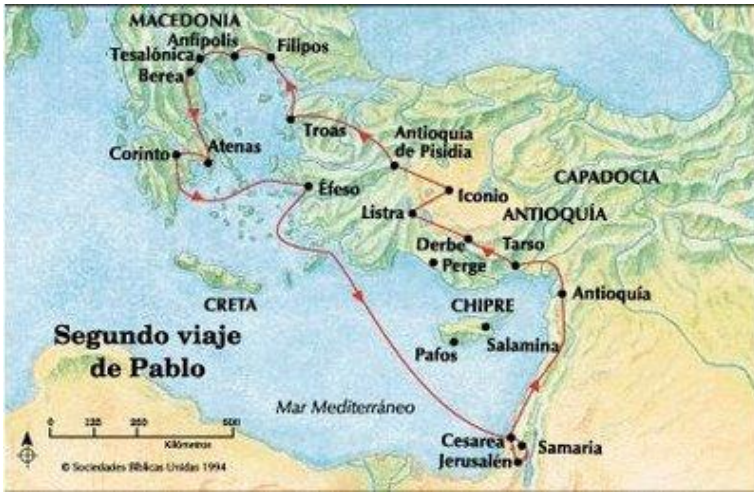 MACEDONIA
Anfipolis
Tesalónica
Filipos
Berea
Troas
Antioquía
de Pisidia
Corinto
Atenas
CAPADOCIA
Éfeso
Iconio
Listra
ANTIOQUÍA
Derbe
Tarso
Perge
Antioquía
CRETA
CHIPRE
Segundo viaje
de Pablo
Pafos
Salamina
Mar Mediterráneo
Cesarea
Samaria
Jerusalén
Kilómetros
© Sociedades Bíblicas Unidas 1994